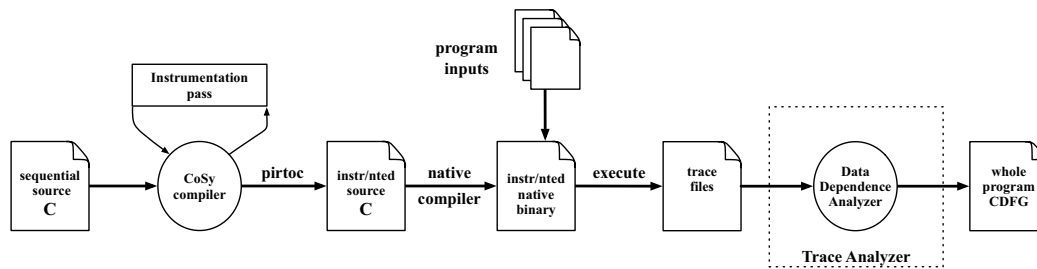 program
inputs
Instrumentation
pass
sequential
source
C
CoSy
compiler
pirtoc
instr/nted
source
C
native
compiler
instr/nted
native
binary
execute
trace
files
Data
Dependence
Analyzer
Trace Analyzer
whole
program
CDFG